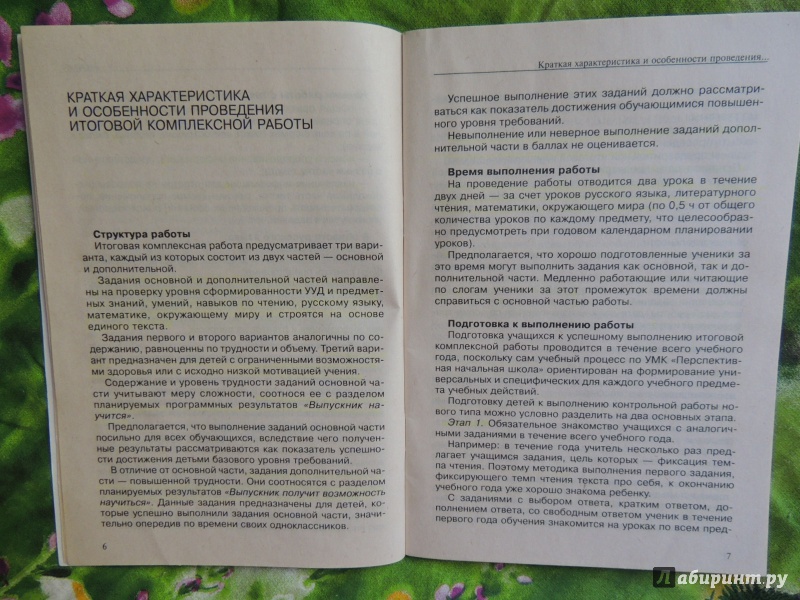 КРАТКАЯ ХАРАКТЕРИСТИКА
И ОСОБЕННОСТИ ПРОВЕДЕНИЯ
ИТОГОВОЙ КОМПЛЕКСНОЙ РАБОТЫ
Структура работы
Итоговая комплексная работа предусматривает три вари-
анта, каждый из которых состоит из двух частей — основной
и дополнительной.
Задания основной и дополнительной частей направле-
ны на проверку уровня сформированности УУД и предмет-
ных знаний, умений, навыков по чтению, русскому языку,
математике, окружающему миру и строятся на основе
единого текста.
Задания первого и второго вариантов аналогичны по со-
держанию, равноценны по трудности и объему. Третий вари-
ант предназначен для детей с ограниченными возможностя-
ми здоровья или с исходно низкой мотивацией учения.
Содержание и уровень трудности заданий основной ча-
сти учитывают меру сложности, соотнося ее с разделом
планируемых программных результатов «Выпускник на-
учится».
Предполагается, что выполнение заданий основной части
посильно для всех обучающихся, вследствие чего получен-
ные результаты рассматриваются как показатель успешно-
сти достижения детьми базового уровня требований.
В отличие от основной части, задания дополнительной ча-
сти — повышенной трудности. Они соотносятся с разделом
планируемых результатов «Выпускник получит возможность
научиться». Данные задания предназначены для детей, ко-
торые успешно выполнили задания основной части, значи-
тельно опередив по времени своих одноклассников.
6
Краткая характеристика и особенности проведения...
Успешное выполнение этих заданий должно рассматри-
ваться как показатель достижения обучающимися повышен-
ного уровня требований.
Невыполнение или неверное выполнение заданий допол-
нительной части в баллах не оценивается.
Время выполнения работы
На проведение работы отводится два урока в течение
двух дней — за счет уроков русского языка, литературного
чтения, математики, окружающего мира (по 0,5 ч от общего
количества уроков по каждому предмету, что целесообраз-
но предусмотреть при годовом календарном планировании
уроков).
Предполагается, что хорошо подготовленные ученики за
это время могут выполнить задания как основной, так и до-
полнительной части. Медленно работающие или читающие
по слогам ученики за этот промежуток времени должны
справиться с основной частью работы.
Подготовка к выполнению работы
Подготовка учащихся к успешному выполнению итоговой
комплексной работы проводится в течение всего учебного
года, поскольку сам учебный процесс по УМК «Перспектив-
ная начальная школа» ориентирован на формирование уни-
версальных и специфических для каждого учебного предме-
та учебных действий.
Подготовку детей к выполнению контрольной работы но-
вого типа можно условно разделить на два основных этапа.
Этап 1. Обязательное знакомство учащихся с аналогич-
ными заданиями в течение всего учебного года.
Например: в течение года учитель несколько раз пред-
лагает учащимся задания, цель которых — фиксация тем-
па чтения. Поэтому методика выполнения первого задания,
фиксирующего темп чтения текста про себя, к окончанию
учебного года уже хорошо знакома ребенку.
С заданиями с выбором ответа, кратким ответом, до-
полнением ответа, со свободным ответом ученик в течение
первого года обучения знакомится на уроках по всем пред-
7
Лабиринт.ру